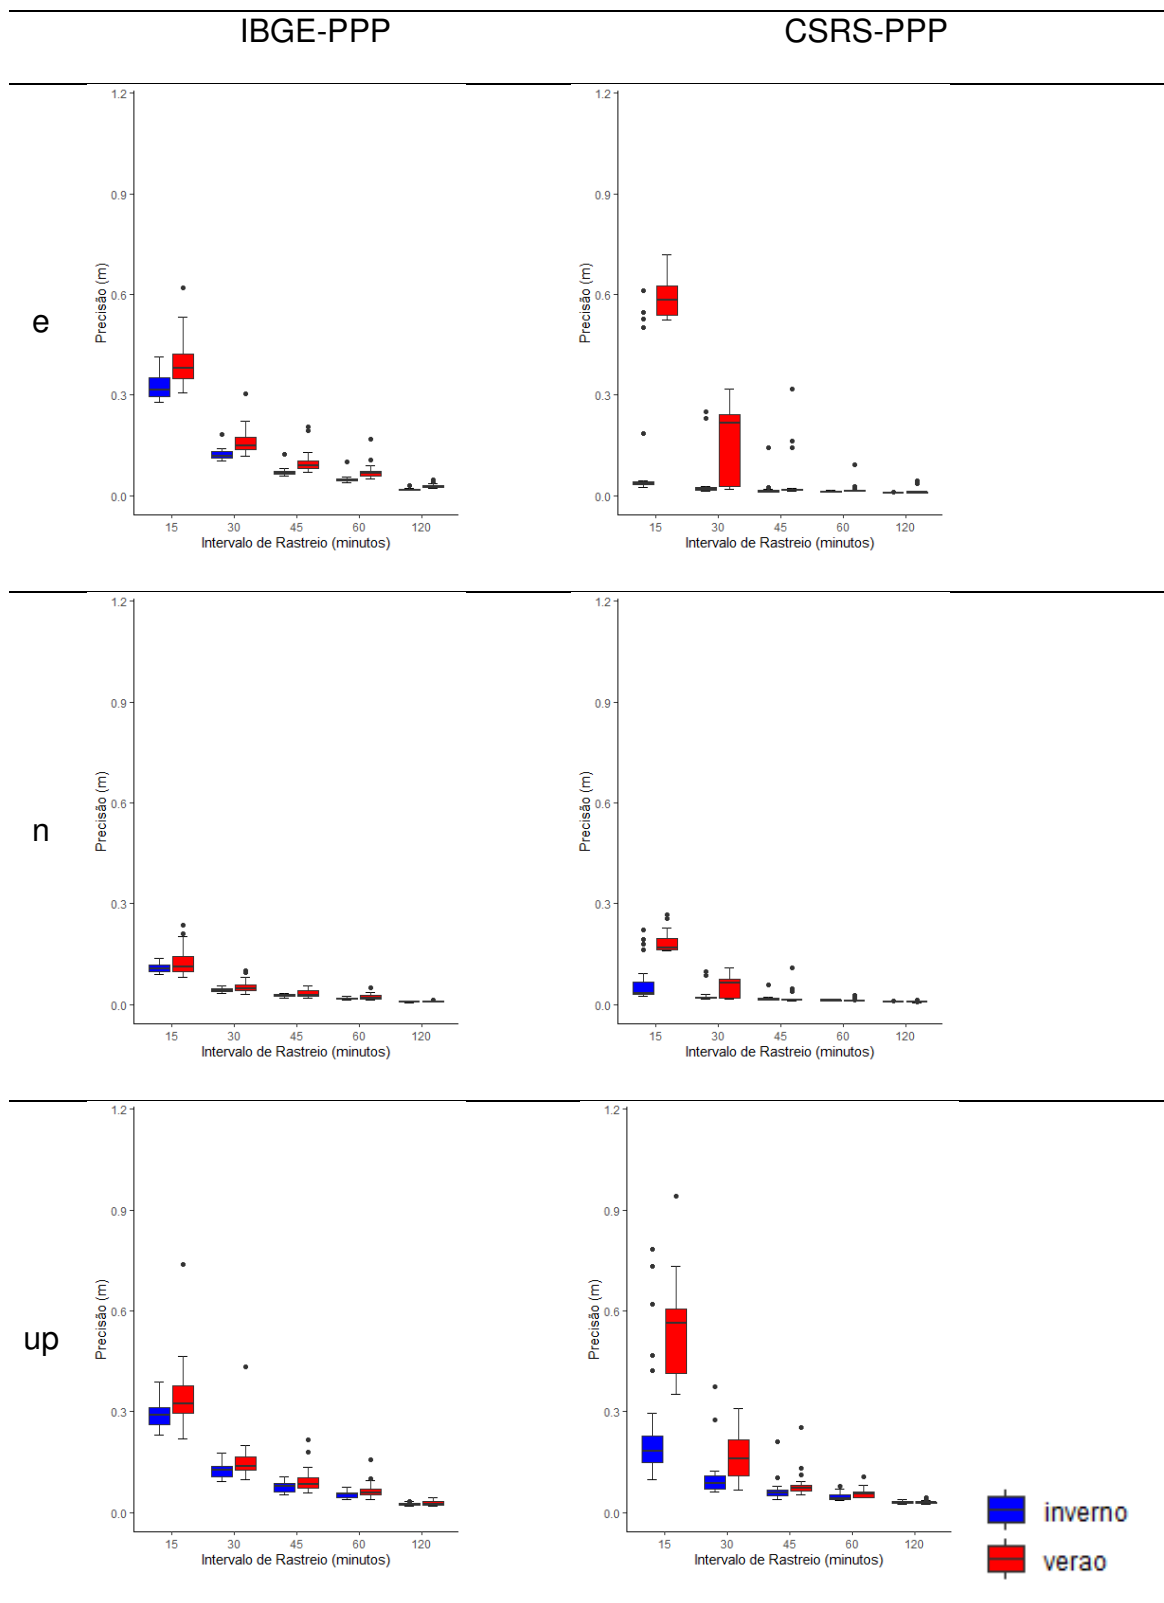 IBGE-PPP CSRS-PPP
e
1.2
0.9
0.6
0.3
0.0
Precisão (m)
15 30 45 60 120
Intervalo de Rastreio (minutos)
1.2
0.9
0.6
0.3
0.0
Precisão (m)
15 30 45 60 120
Intervalo de Rastreio (minutos)
n
1.2
0.9
0.6
0.3
0.0
Precisão (m)
15 30 45 60 120
Intervalo de Rastreio (minutos)
1.2
0.9
0.6
0.3
0.0
Precisão (m)
15 30 45 60 120
Intervalo de Rastreio (minutos)
up
1.2
0.9
0.6
0.3
0.0
Precisão (m)
15 30 45 60 120
Intervalo de Rastreio (minutos)
1.2
0.9
0.6
0.3
0.0
Precisão (m)
15 30 45 60 120
Intervalo de Rastreio (minutos)
inverno
verao